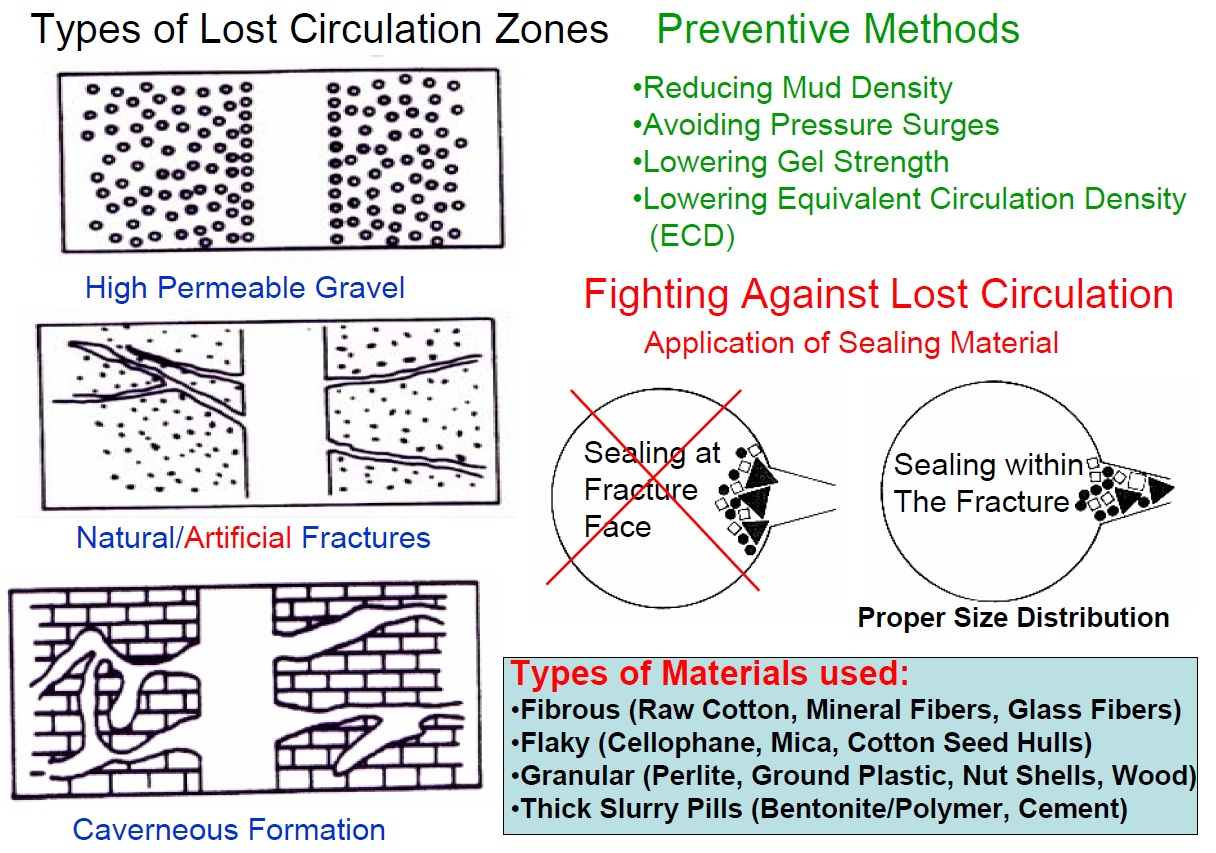 Types of Lost Circulation Zones
High Permeable Gravel
Natural/Artificial Fractures
Caverneous Formation
Preventive Methods
•Reducing Mud Density
•Avoiding Pressure Surges
•Lowering Gel Strength
•Lowering Equivalent Circulation Density
(ECD)
Fighting Against Lost Circulation
Application of Sealing Material
Sealing at
Fracture
Face
Sealing within
The Fracture
Proper Size Distribution
Types of Materials used:
•Fibrous (Raw Cotton, Mineral Fibers, Glass Fibers)
•Flaky (Cellophane, Mica, Cotton Seed Hulls)
•Granular (Perlite, Ground Plastic, Nut Shells, Wood)
•Thick Slurry Pills (Bentonite/Polymer, Cement)